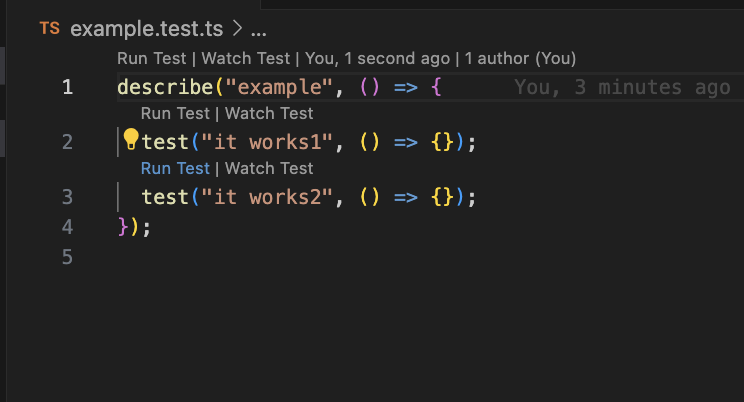 TS example.test.ts > ...
Run Test | Watch Test | You, 1 second ago | 1 author (You)
1 describe("example", () => { You, 3 minutes ago
Run Test | Watch Test
2 test("it works1", () => {});
Run Test | Watch Test
3 test("it works2", () => {});
4 });
5